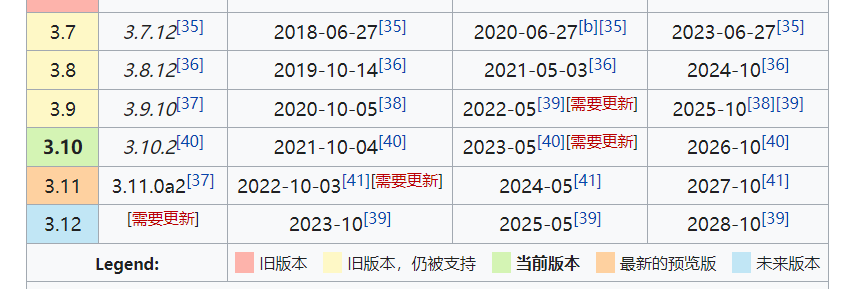 3.7 3.7.12[35] 2018-06-27[35] 2020-06-27[b][35] 2023-06-27[35]
3.8 3.8.12[36] 2019-10-14[36] 2021-05-03[36] 2024-10[36]
3.9 3.9.10[37] 2020-10-05[38] 2022-05[39][需要更新] 2025-10[38][39]
3.10 3.10.2[40] 2021-10-04[40] 2023-05[40][需要更新] 2026-10[40]
3.11 3.11.0a2[37] 2022-10-03[41][需要更新] 2024-05[41] 2027-10[41]
3.12 [需要更新] 2023-10[39] 2025-05[39] 2028-10[39]
Legend: 旧版本 旧版本，仍被支持 当前版本 最新的预览版 未来版本